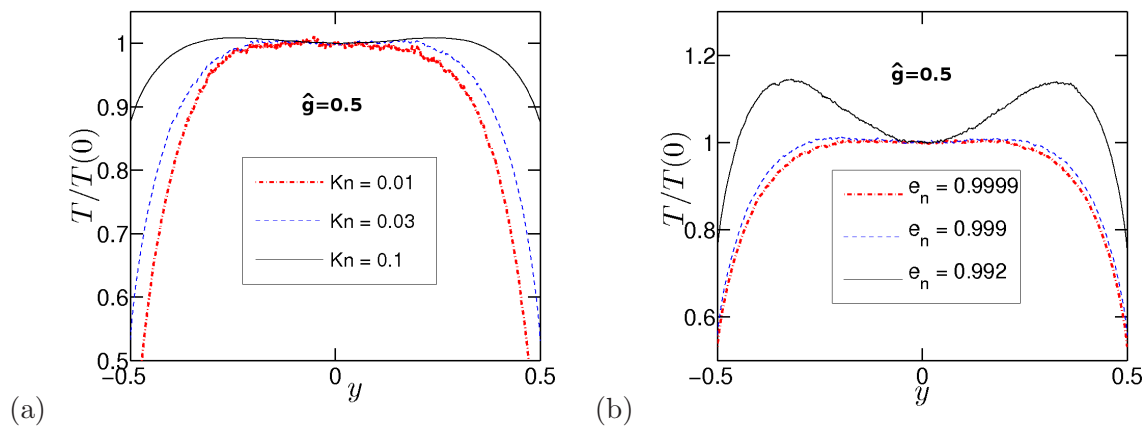 1
0.9
0.8
0.7
0.6
0.5
T/T(0)
ĝ=0.5
Kn = 0.01
Kn = 0.03
Kn = 0.1
-0.5
0
0.5
y
(a)
1.2
1
0.8
0.6
T/T(0)
ĝ=0.5
e_n = 0.9999
e_n = 0.999
e_n = 0.992
-0.5
0
0.5
y
(b)